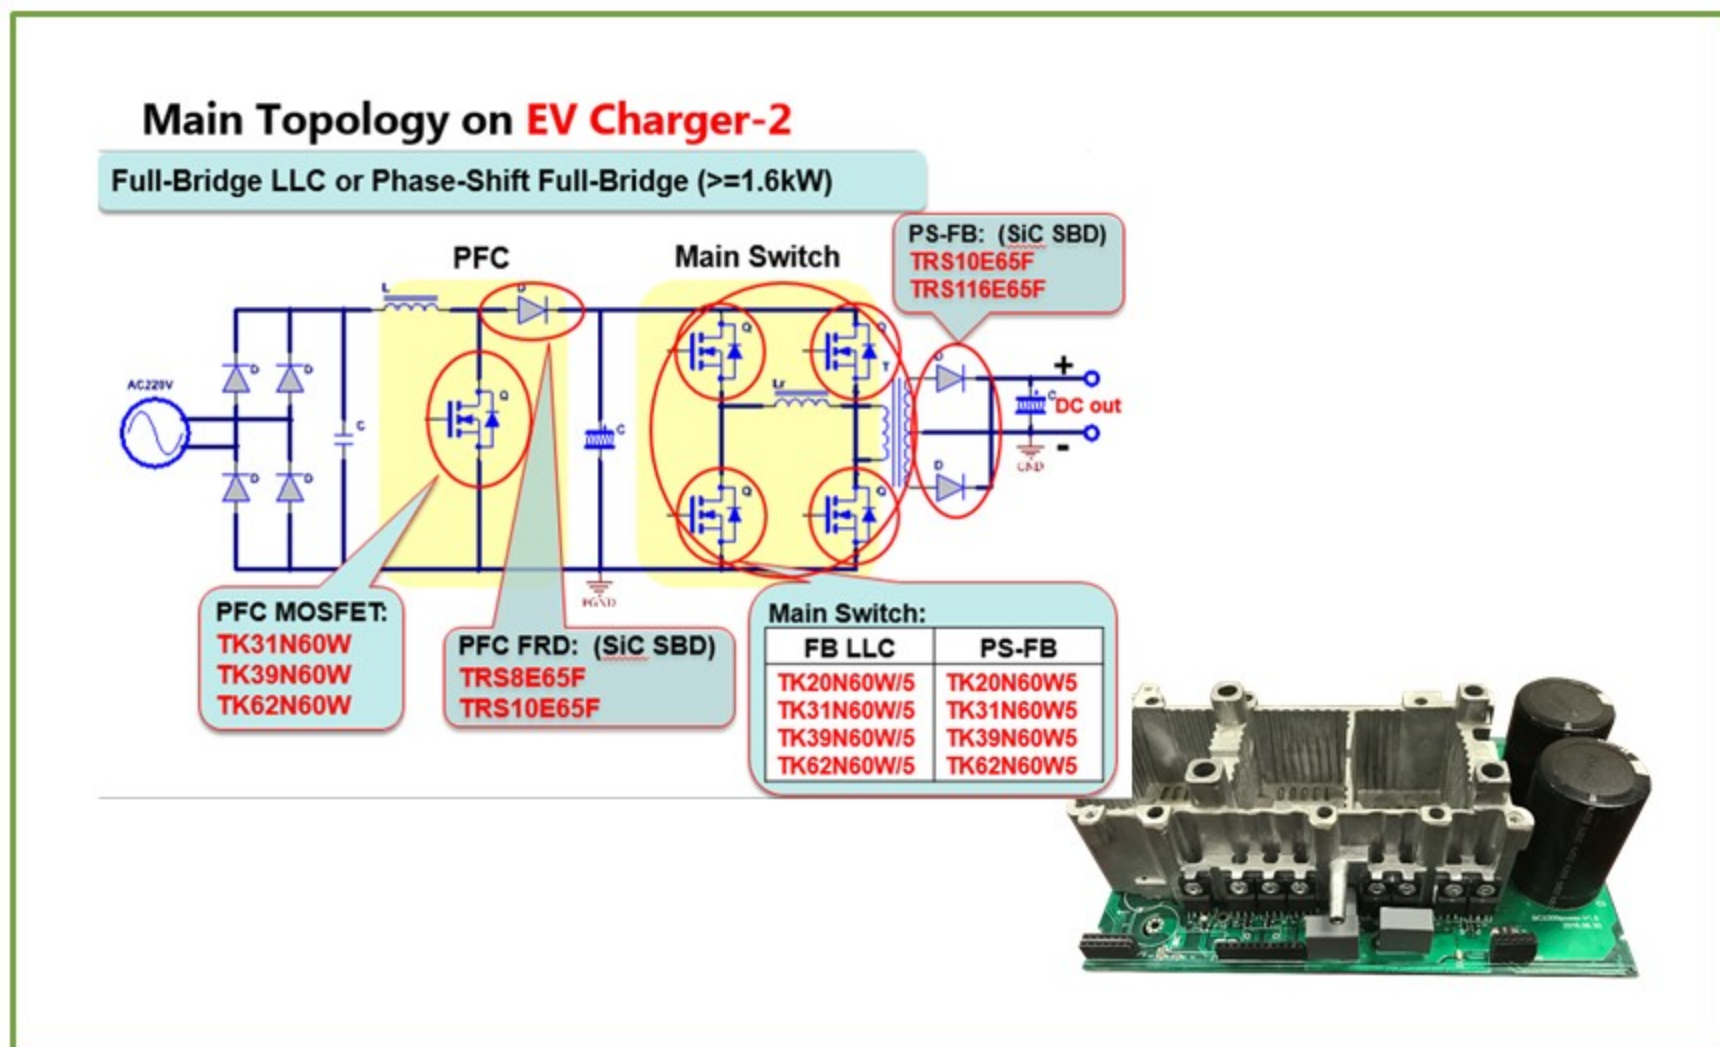 Main Topology on EV Charger-2
Full-Bridge LLC or Phase-Shift Full-Bridge (>=1.6kW)
PS-FB: (SiC SBD)
TRS10E65F
TRS116E65F
PFC
Main Switch
L
D
Q
Q
AC220V
D
D
C
Q
C
Lr
T
D
+
C
DC out
-
GND
D
D
Q
Q
D
PGND
PFC MOSFET:
TK31N60W
TK39N60W
TK62N60W
PFC FRD: (SiC SBD)
TRS8E65F
TRS10E65F
Main Switch:
FB LLC PS-FB
TK20N60W/5 TK20N60W5
TK31N60W/5 TK31N60W5
TK39N60W/5 TK39N60W5
TK62N60W/5 TK62N60W5